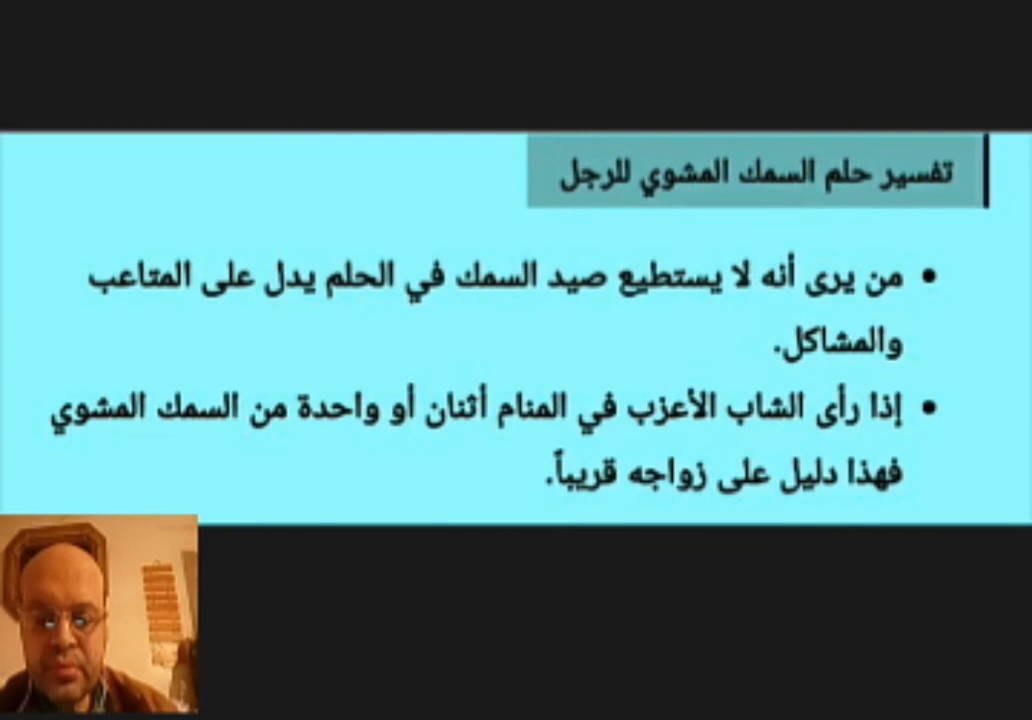 تفسير حلم السمك المشوي للرجل
من يرى أنه لا يستطيع صيد السمك في الحلم يدل على المتاعب
والمشاكل.
إذا رأى الشاب الأعزب في المنام أثنان أو واحدة من السمك المشوي
فهذا دليل على زواجه قريباً.